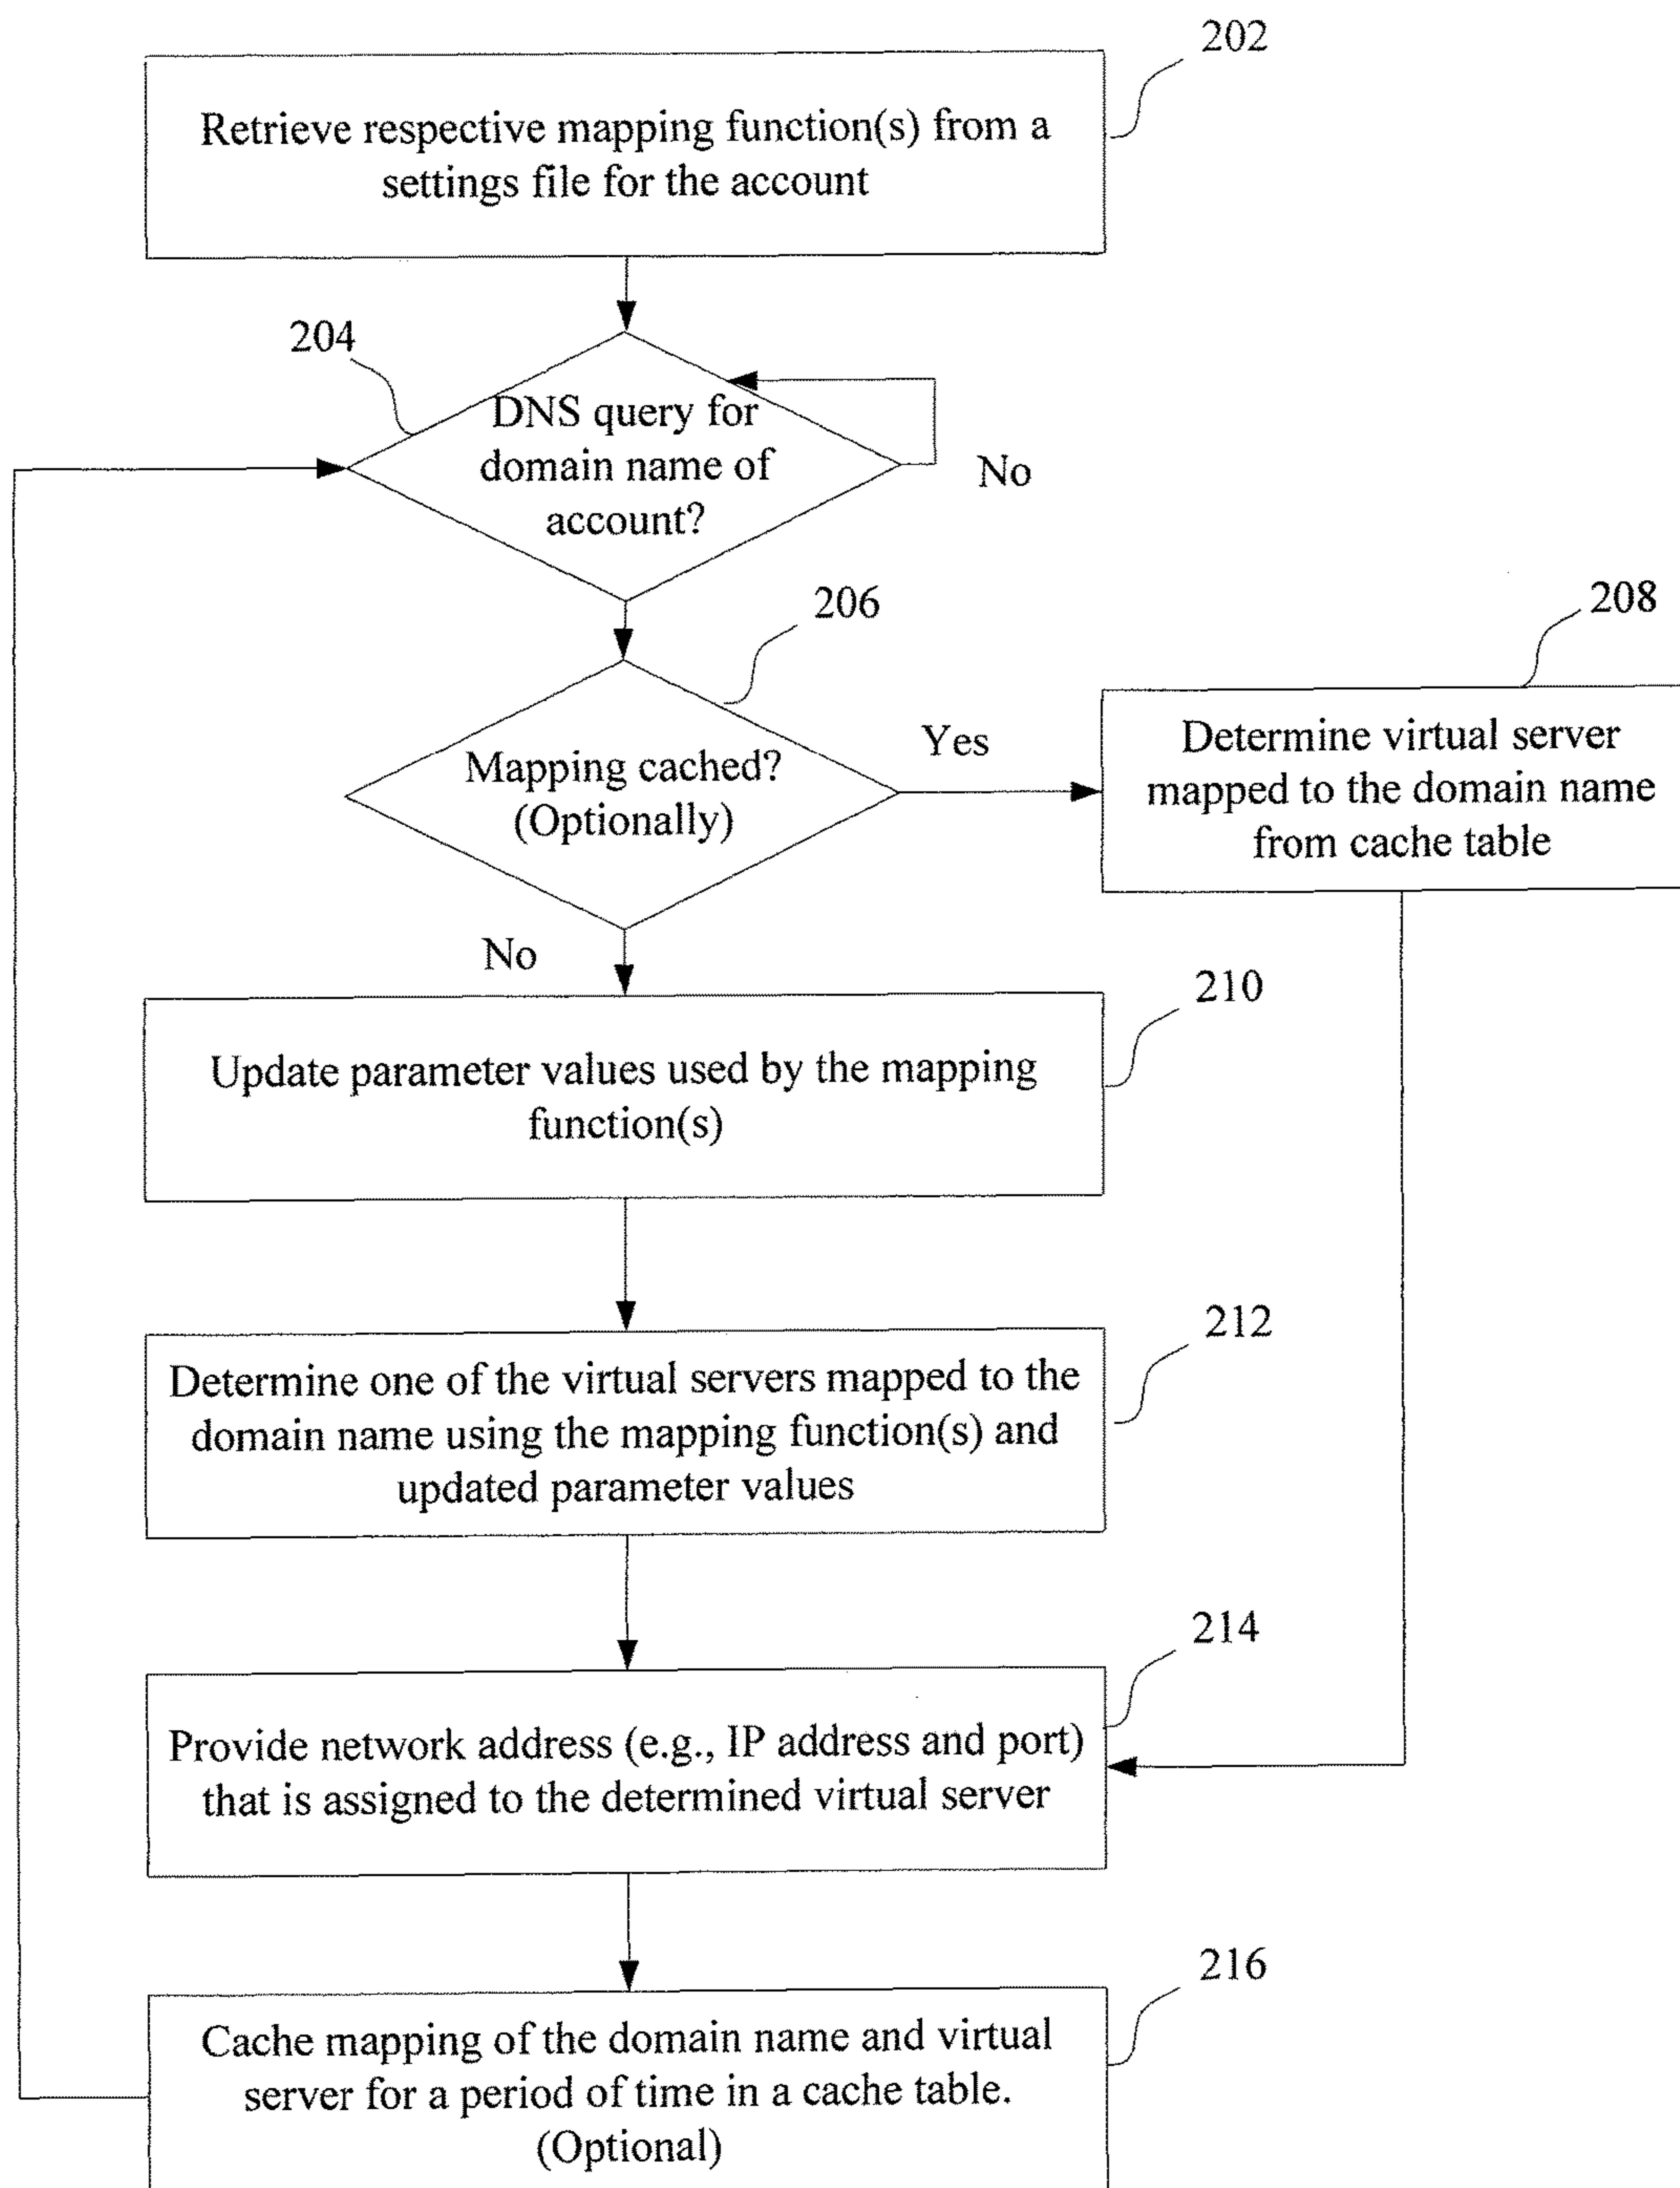 202
Retrieve respective mapping function(s) from a
settings file for the account
204
DNS query for
domain name of
account?
No
206
208
Mapping cached?
(Optionally)
Yes
Determine virtual server
mapped to the domain name
from cache table
No
210
Update parameter values used by the mapping
function(s)
212
Determine one of the virtual servers mapped to the
domain name using the mapping function(s) and
updated parameter values
214
Provide network address (e.g., IP address and port)
that is assigned to the determined virtual server
216
Cache mapping of the domain name and virtual
server for a period of time in a cache table.
(Optional)